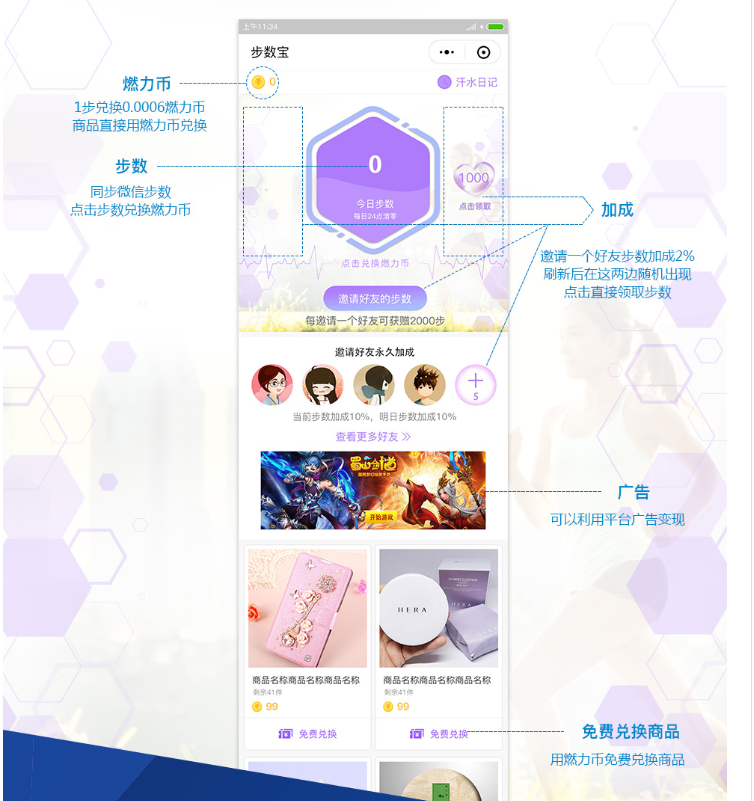 上午11:34
步数宝
燃力币
0
汗水日记
1步兑换0.0006燃力币
商品直接用燃力币兑换
步数
同步微信步数
点击步数兑换燃力币
0
今日步数
每日24点清零
点击兑换燃力币
1000
点击领取
加成
邀请一个好友步数加成2%
刷新后在这两边随机出现
点击直接领取步数
邀请好友的步数
每邀请一个好友可获赠2000步
邀请好友永久加成
5
当前步数加成10%，明日步数加成10%
查看更多好友
蜀山剑道
开始游戏
广告
可以利用平台广告变现
HERA
商品名称商品名称商品名称
剩余41件
99
免费兑换
商品名称商品名称商品名称
剩余41件
99
免费兑换
免费兑换商品
用燃力币免费兑换商品